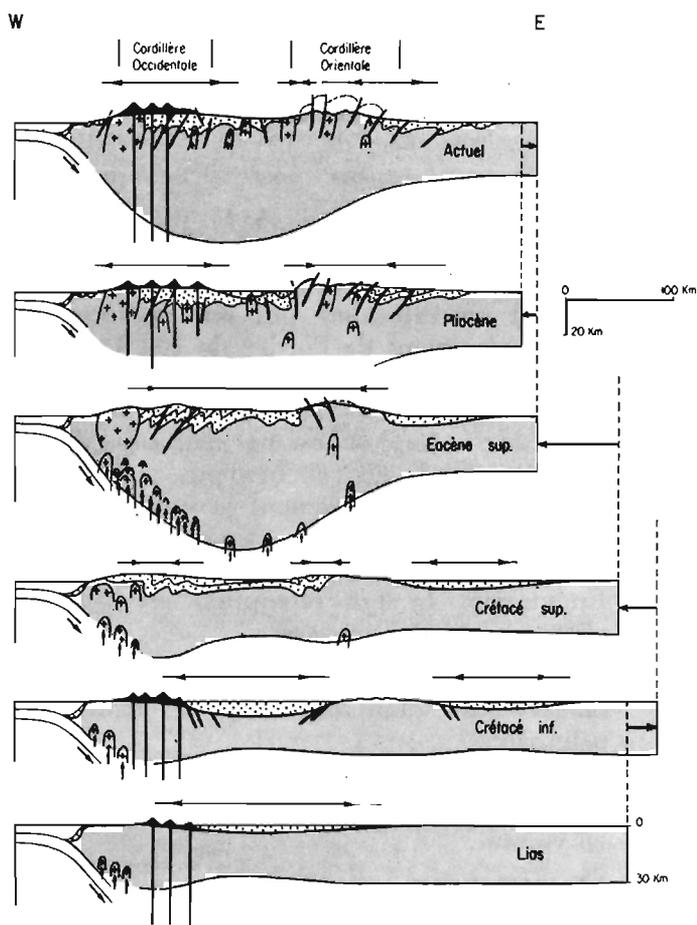 W
E
Cordillère
Occidentale
Cordillère
Orientale
Actuel
Pliocène
0
100 Km
20 Km
Eocène sup.
Crétacé sup.
Crétacé inf.
Lias
0
30 Km